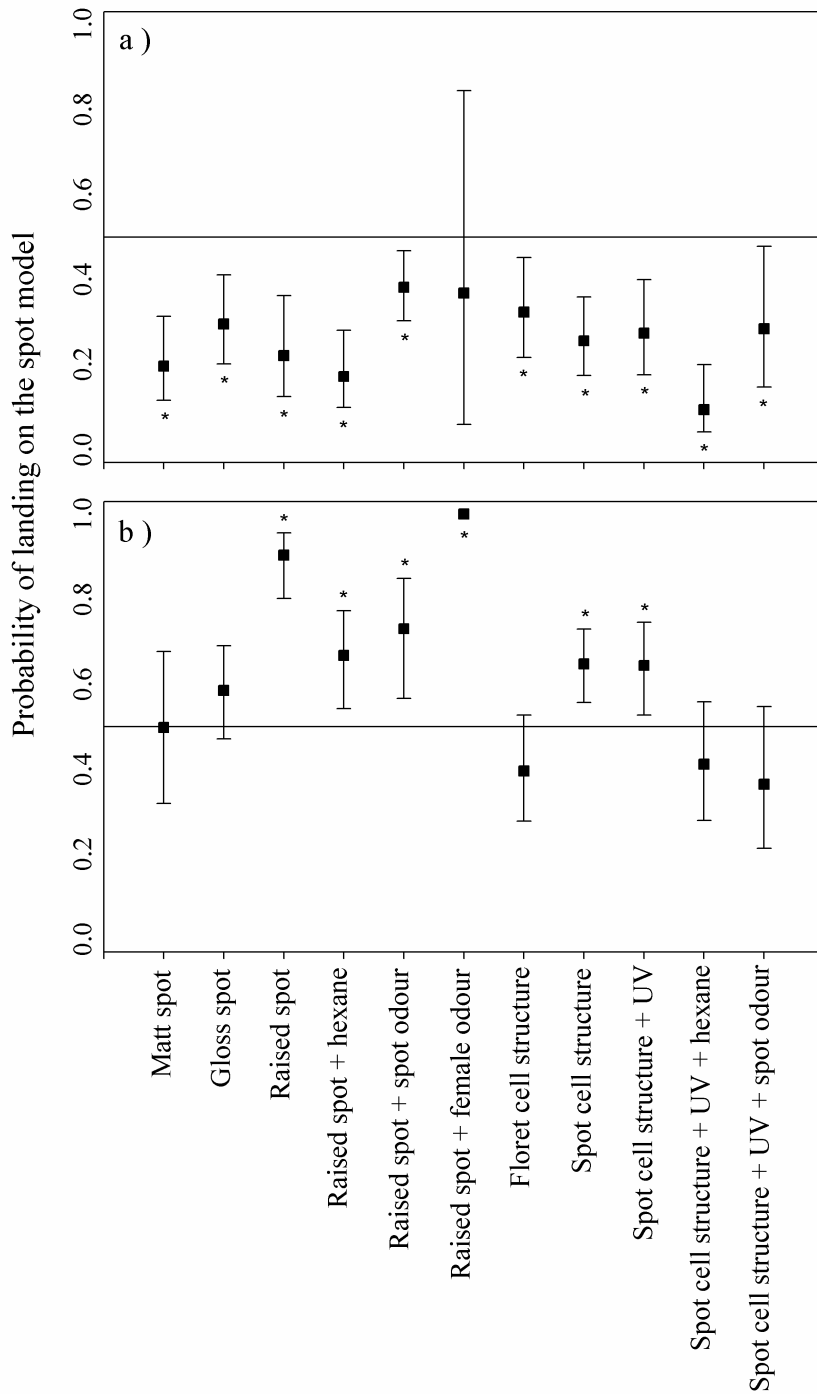 Probability of landing on the spot model
a )
1.0
0.8
0.6
0.4
0.2
0.0
*
*
*
*
*
*
*
*
*
*
b )
1.0
0.8
0.6
0.4
0.2
0.0
*
*
*
*
*
*
Matt spot
Gloss spot
Raised spot
Raised spot + hexane
Raised spot + spot odour
Raised spot + female odour
Floret cell structure
Spot cell structure
Spot cell structure + UV
Spot cell structure + UV + hexane
Spot cell structure + UV + spot odour